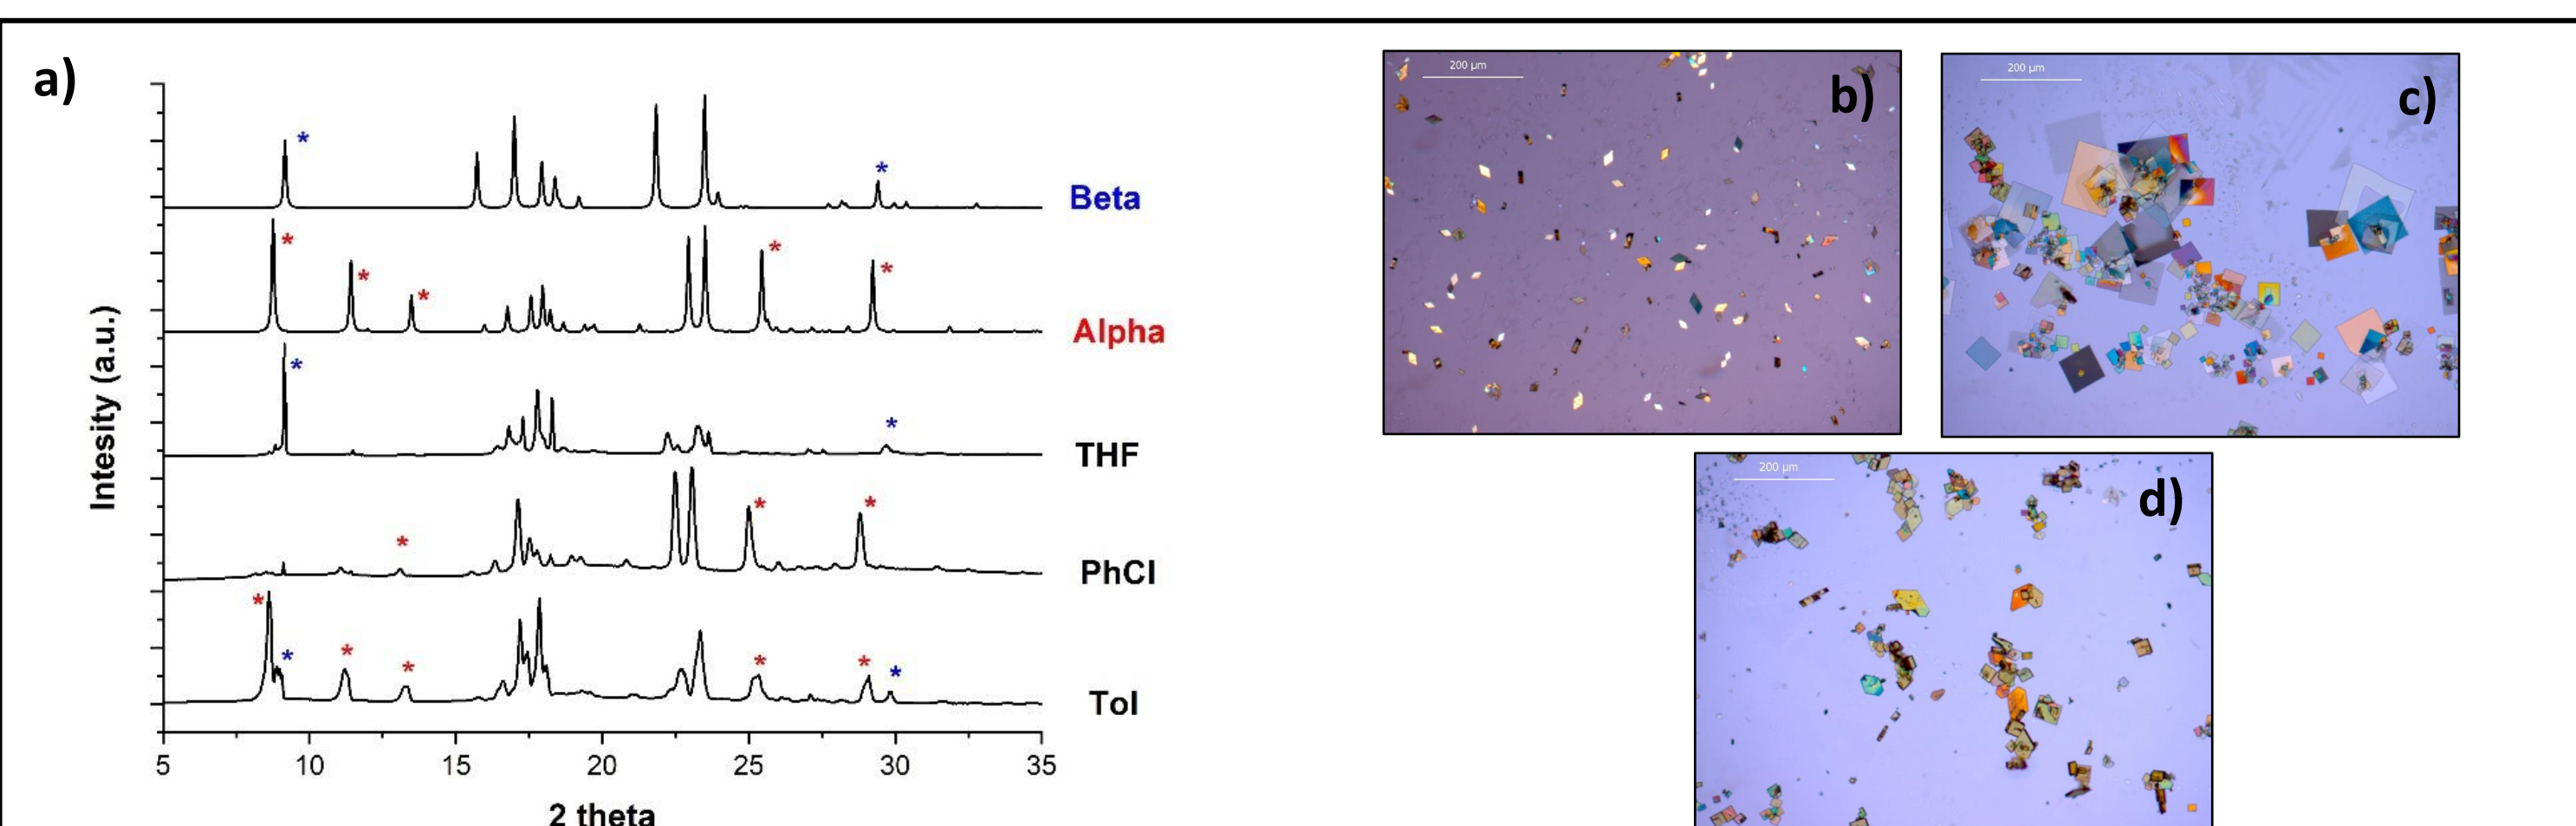 a)
Intesity (a.u.)
*
*
Beta
*
*
*
*
*
Alpha
*
*
THF
*
*
*
PhCl
*
*
*
*
*
*
*
Tol
5 10 15 20 25 30 35
2 theta
200 µm
b)
200 µm
c)
200 µm
d)